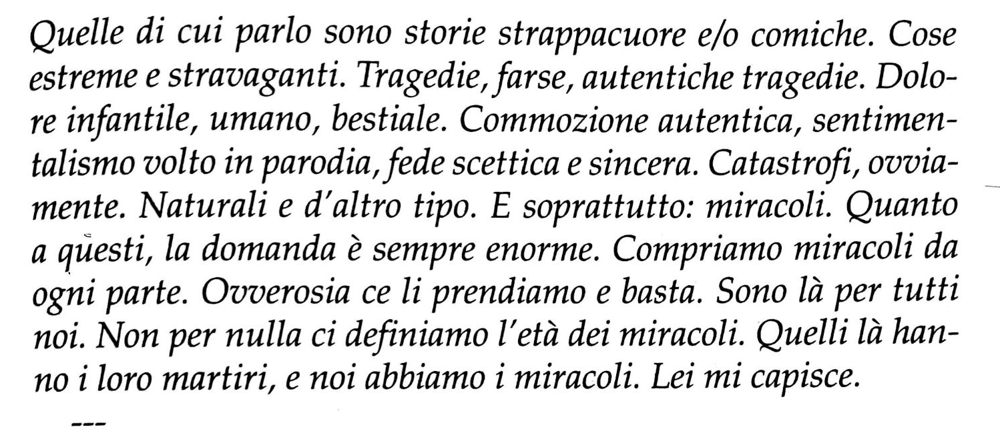 Quelle di cui parlo sono storie strappacuore e/o comiche. Cose
estreme e stravaganti. Tragedie, farse, autentiche tragedie. Dolo-
re infantile, umano, bestiale. Commozione autentica, sentimen-
talismo volto in parodia, fede scettica e sincera. Catastrofi, ovvia-
mente. Naturali e d'altro tipo. E soprattutto: miracoli. Quanto
a questi, la domanda è sempre enorme. Compriamo miracoli da
ogni parte. Ovverosia ce li prendiamo e basta. Sono là per tutti
noi. Non per nulla ci definiamo l'età dei miracoli. Quelli là han-
no i loro martiri, e noi abbiamo i miracoli. Lei mi capisce.
---